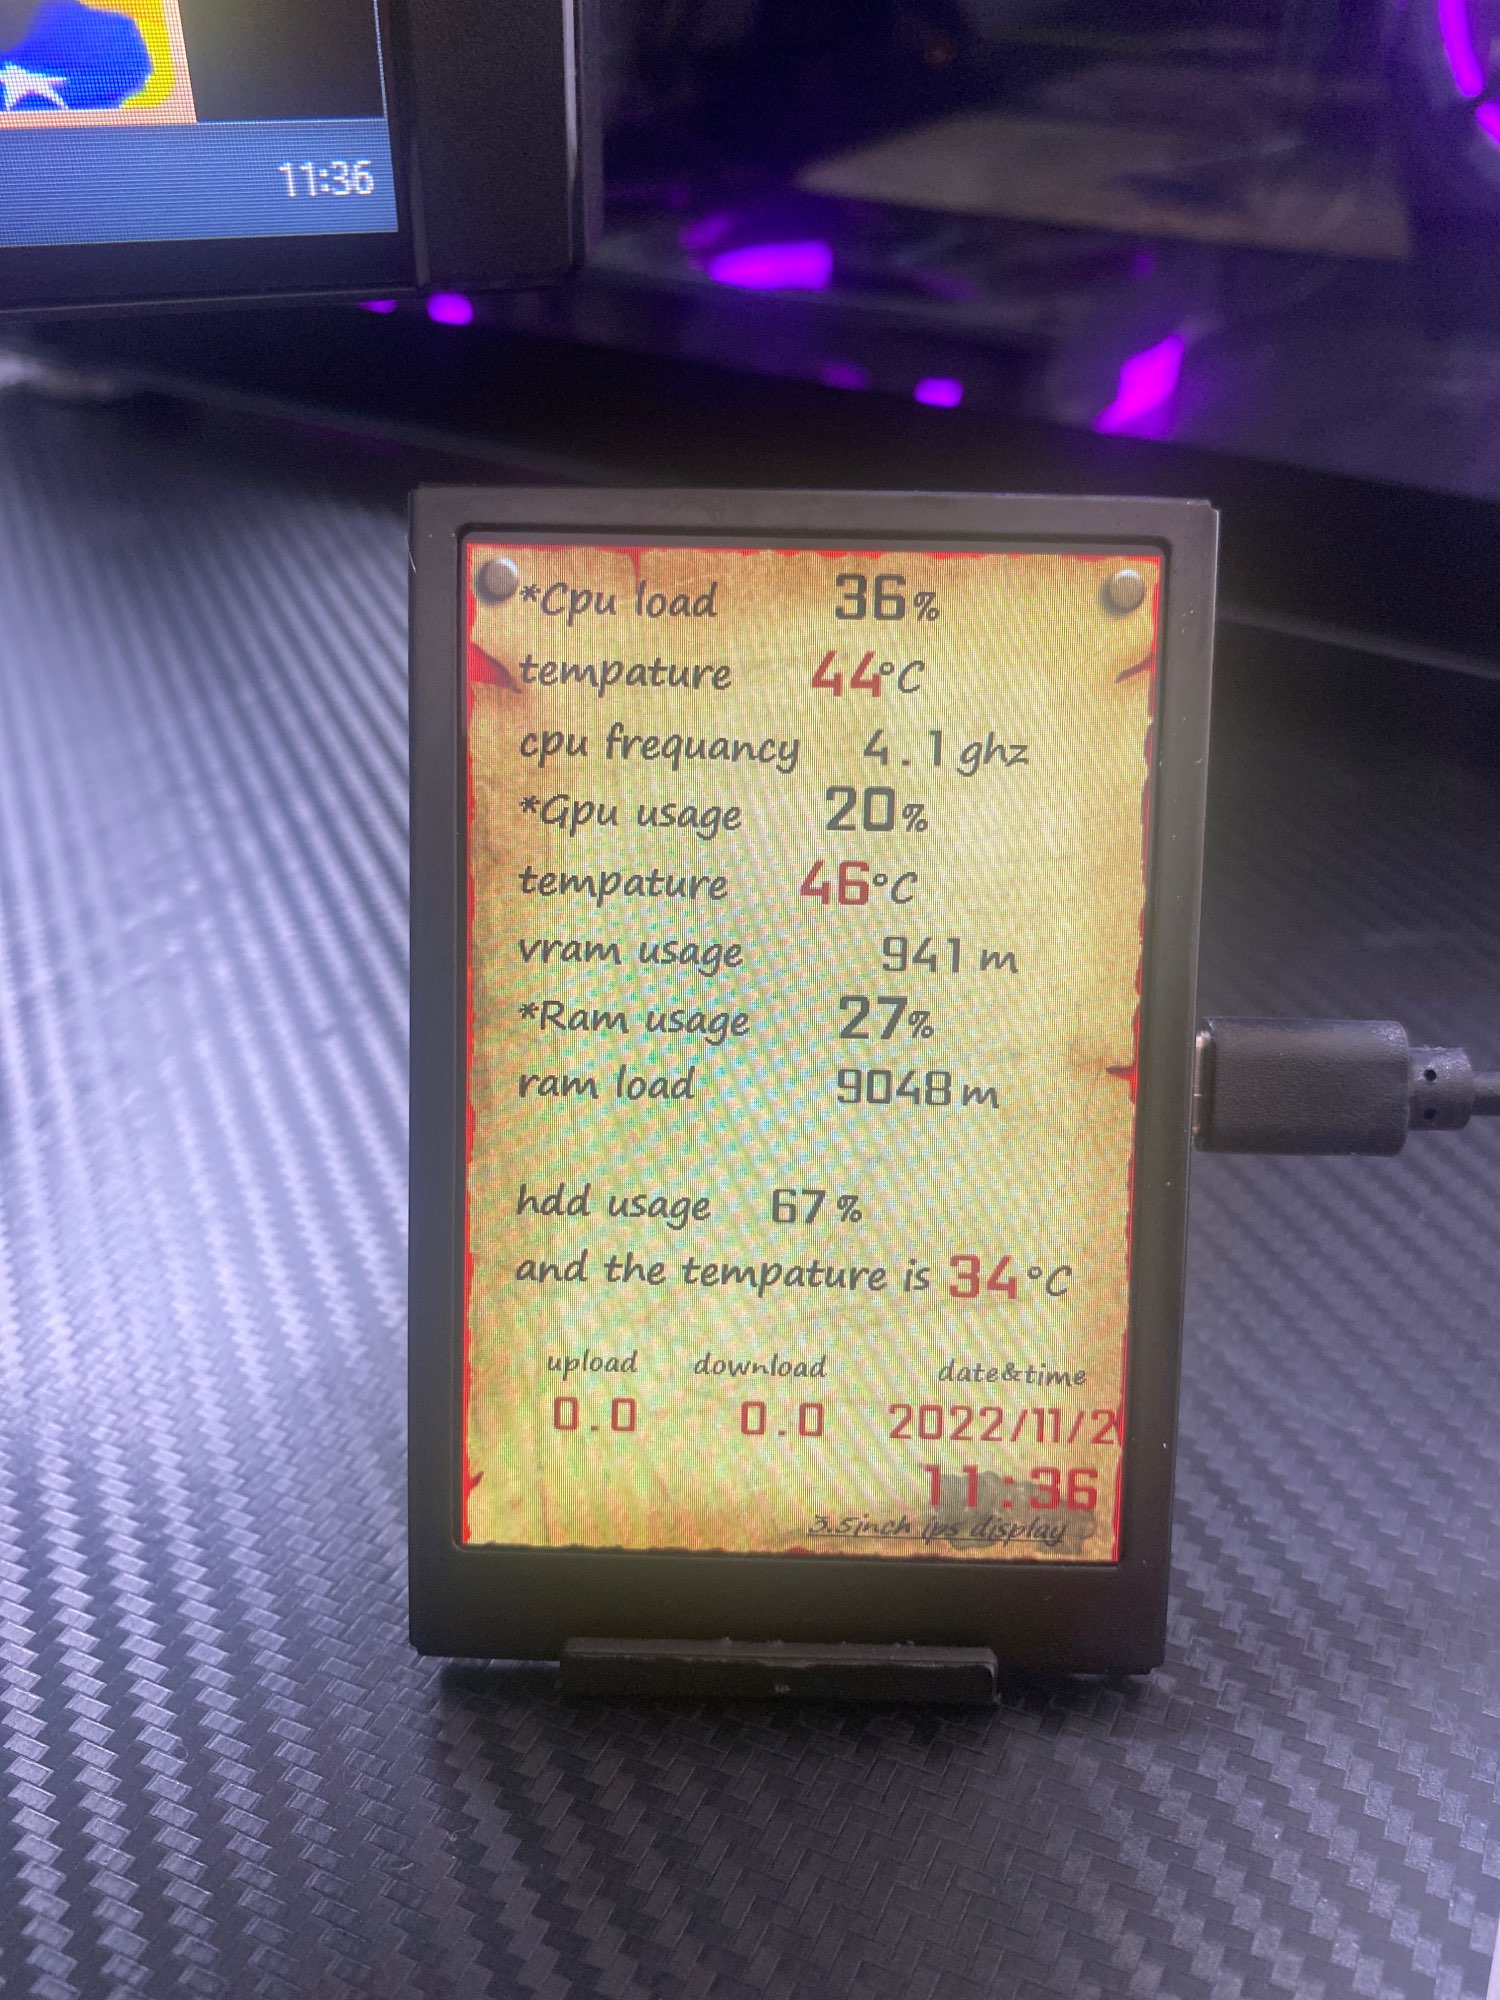 11:36
*Cpu load 36%
tempature 44°C
cpu frequancy 4.1 ghz
*Gpu usage 20%
tempature 46°C
vram usage 941 m
*Ram usage 27%
ram load 9048 m
hdd usage 67 %
and the tempature is 34 °C
upload download date&time
0.0 0.0 2022/11/2
11:36
3.5inch ips display